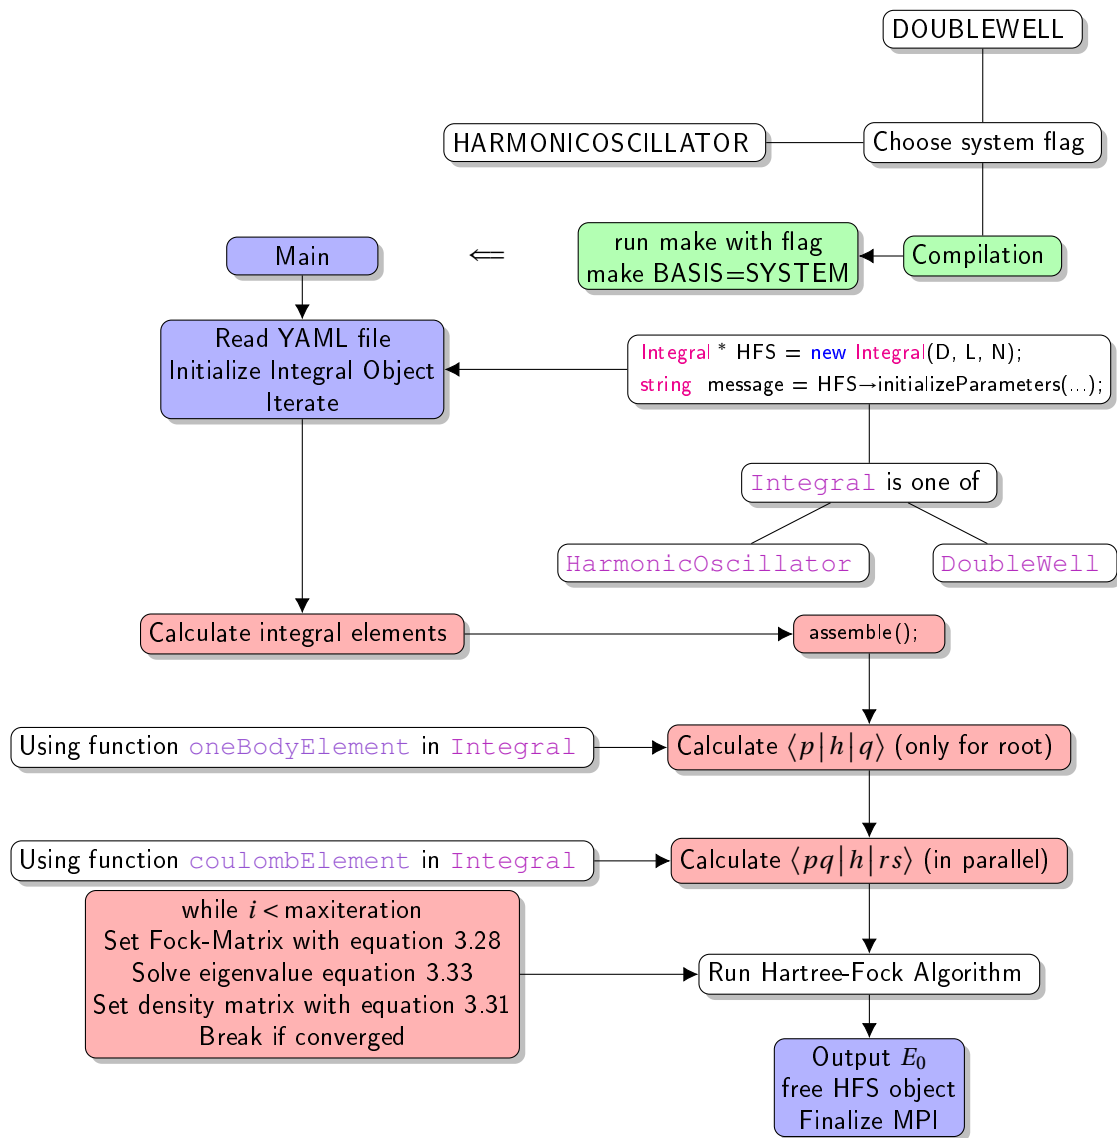 DOUBLEWELL
HARMONICOSCILLATOR
Choose system flag
Main
⇐
run make with flag
make BASIS=SYSTEM
Compilation
Read YAML file
Initialize Integral Object
Iterate
Integral * HFS = new Integral(D, L, N);
string message = HFS→initializeParameters(...);
Integral is one of
HarmonicOscillator
DoubleWell
Calculate integral elements
assemble();
Using function oneBodyElement in Integral
Calculate ⟨p|h|q⟩ (only for root)
Using function coulombElement in Integral
Calculate ⟨pq|h|rs⟩ (in parallel)
while i < maxiteration
Set Fock-Matrix with equation 3.28
Solve eigenvalue equation 3.33
Set density matrix with equation 3.31
Break if converged
Run Hartree-Fock Algorithm
Output E₀
free HFS object
Finalize MPI